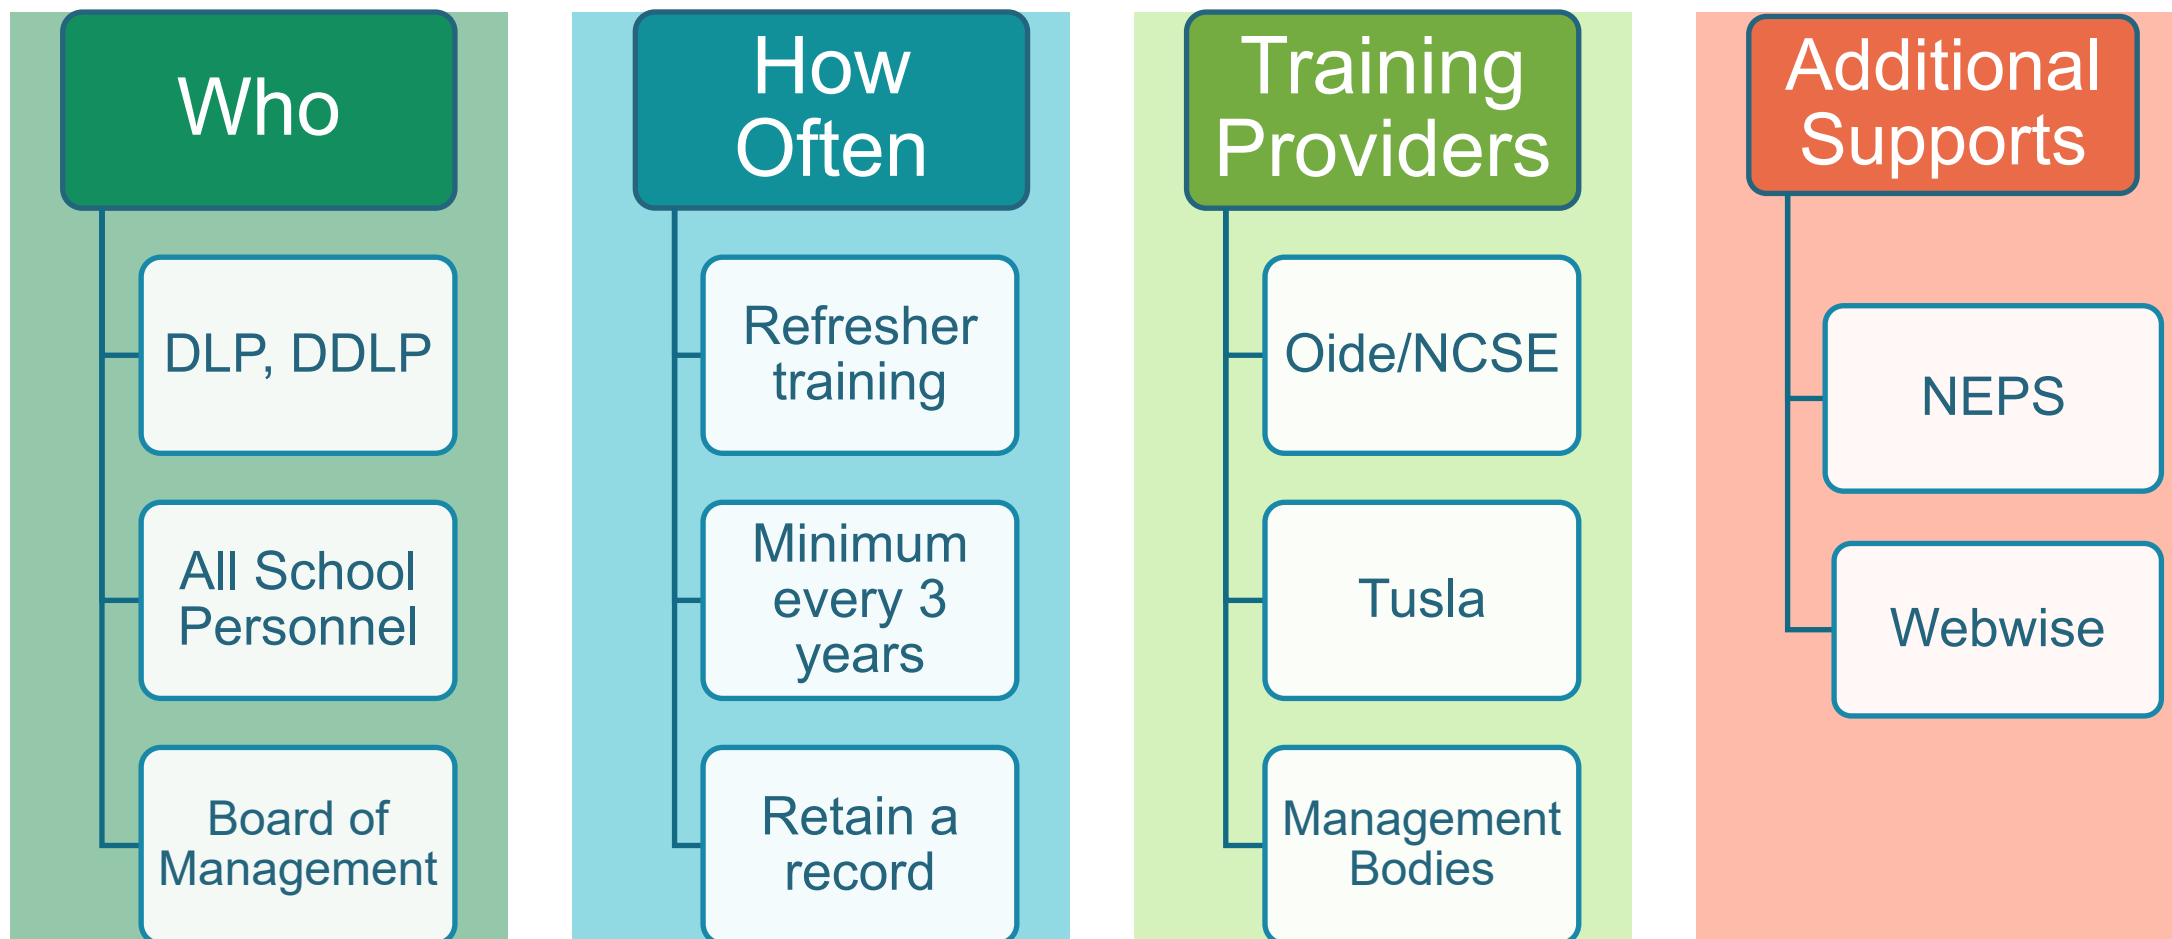 Who
DLP, DDLP
All School
Personnel
Board of
Management
How
Often
Refresher
training
Minimum
every 3
years
Retain a
record
Training
Providers
Oide/NCSE
Tusla
Management
Bodies
Additional
Supports
NEPS
Webwise